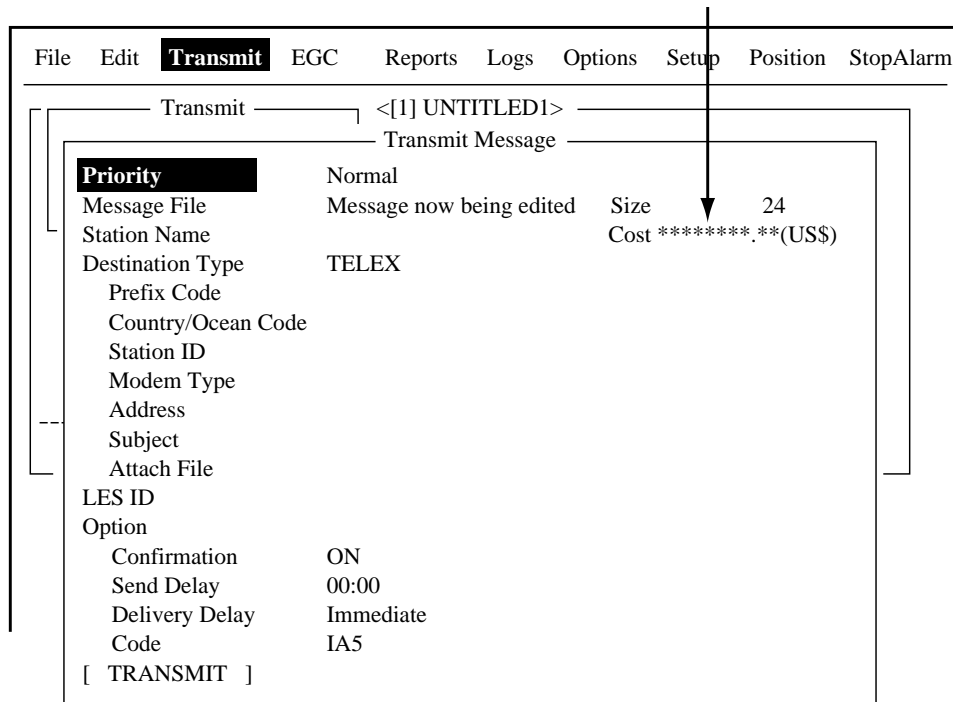 File Edit Transmit EGC Reports Logs Options Setup Position StopAlarm
Transmit <[1] UNTITLED1>
Transmit Message
Priority Normal
Message File Message now being edited Size 24
Station Name Cost ********.**(US$)
Destination Type TELEX
Prefix Code
Country/Ocean Code
Station ID
Modem Type
Address
Subject
Attach File
LES ID
Option
Confirmation ON
Send Delay 00:00
Delivery Delay Immediate
Code IA5
[ TRANSMIT ]